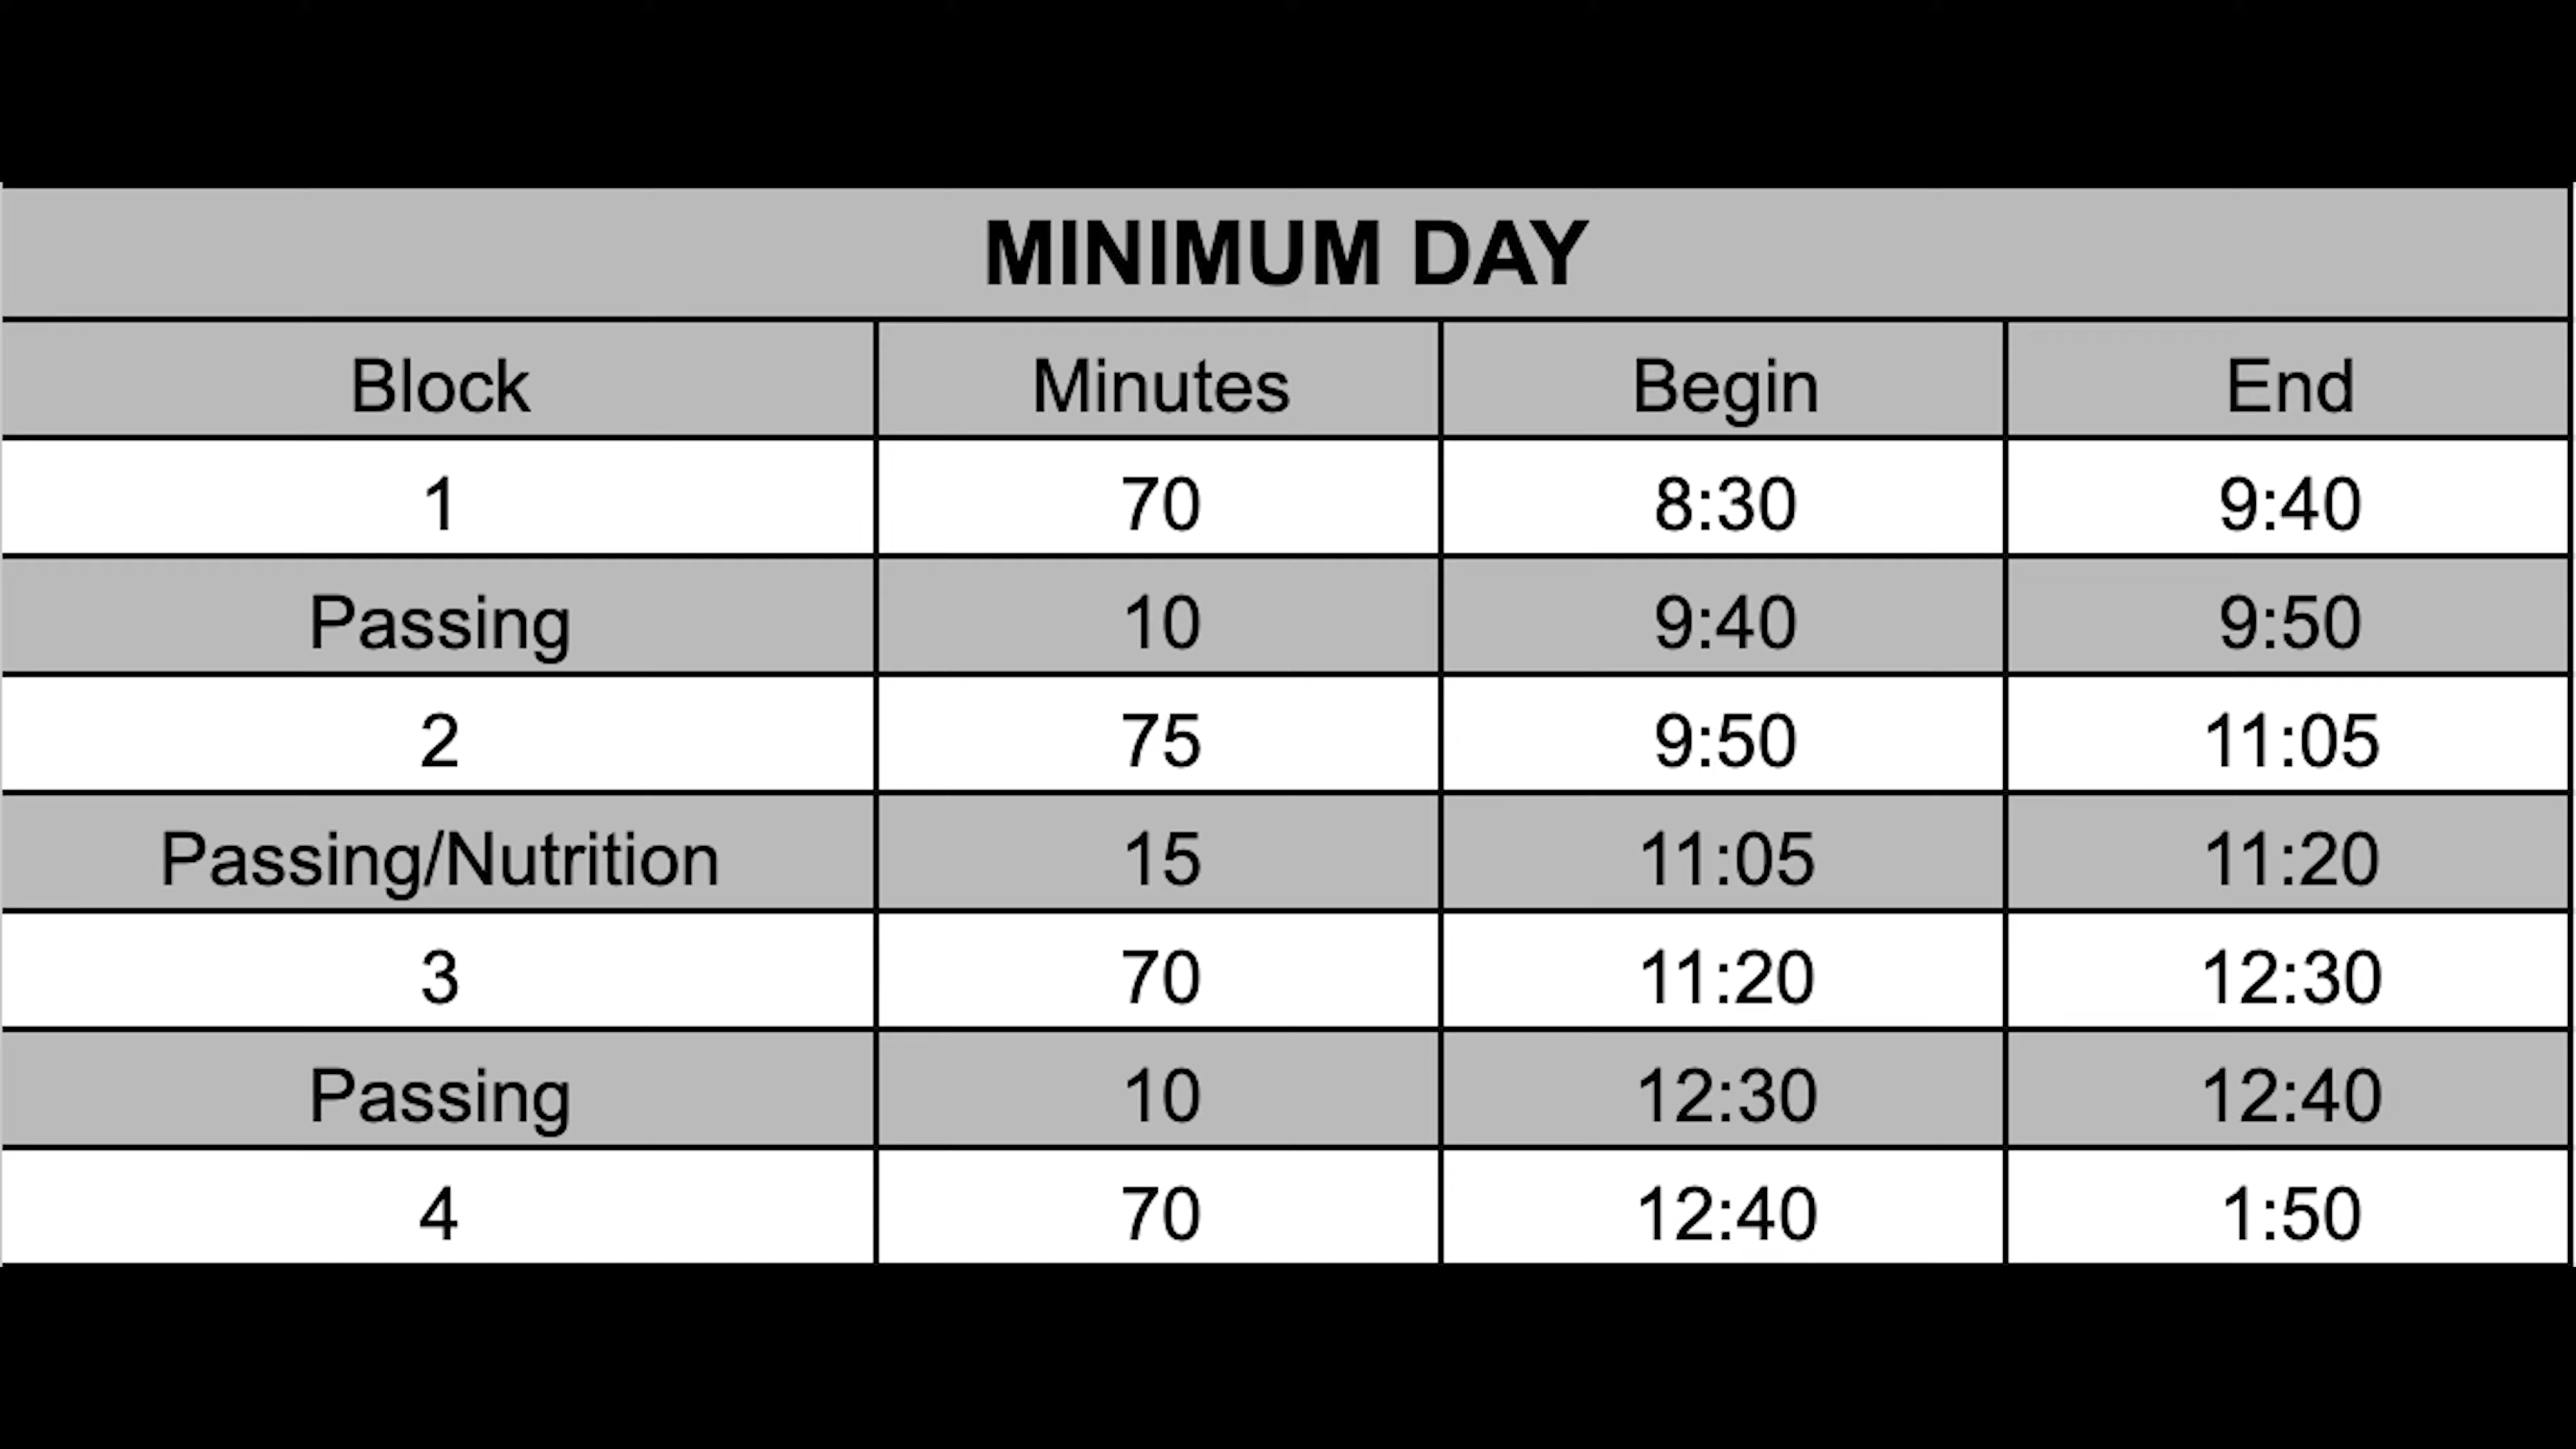 MINIMUM DAY
Block Minutes Begin End
1 70 8:30 9:40
Passing 10 9:40 9:50
2 75 9:50 11:05
Passing/Nutrition 15 11:05 11:20
3 70 11:20 12:30
Passing 10 12:30 12:40
4 70 12:40 1:50